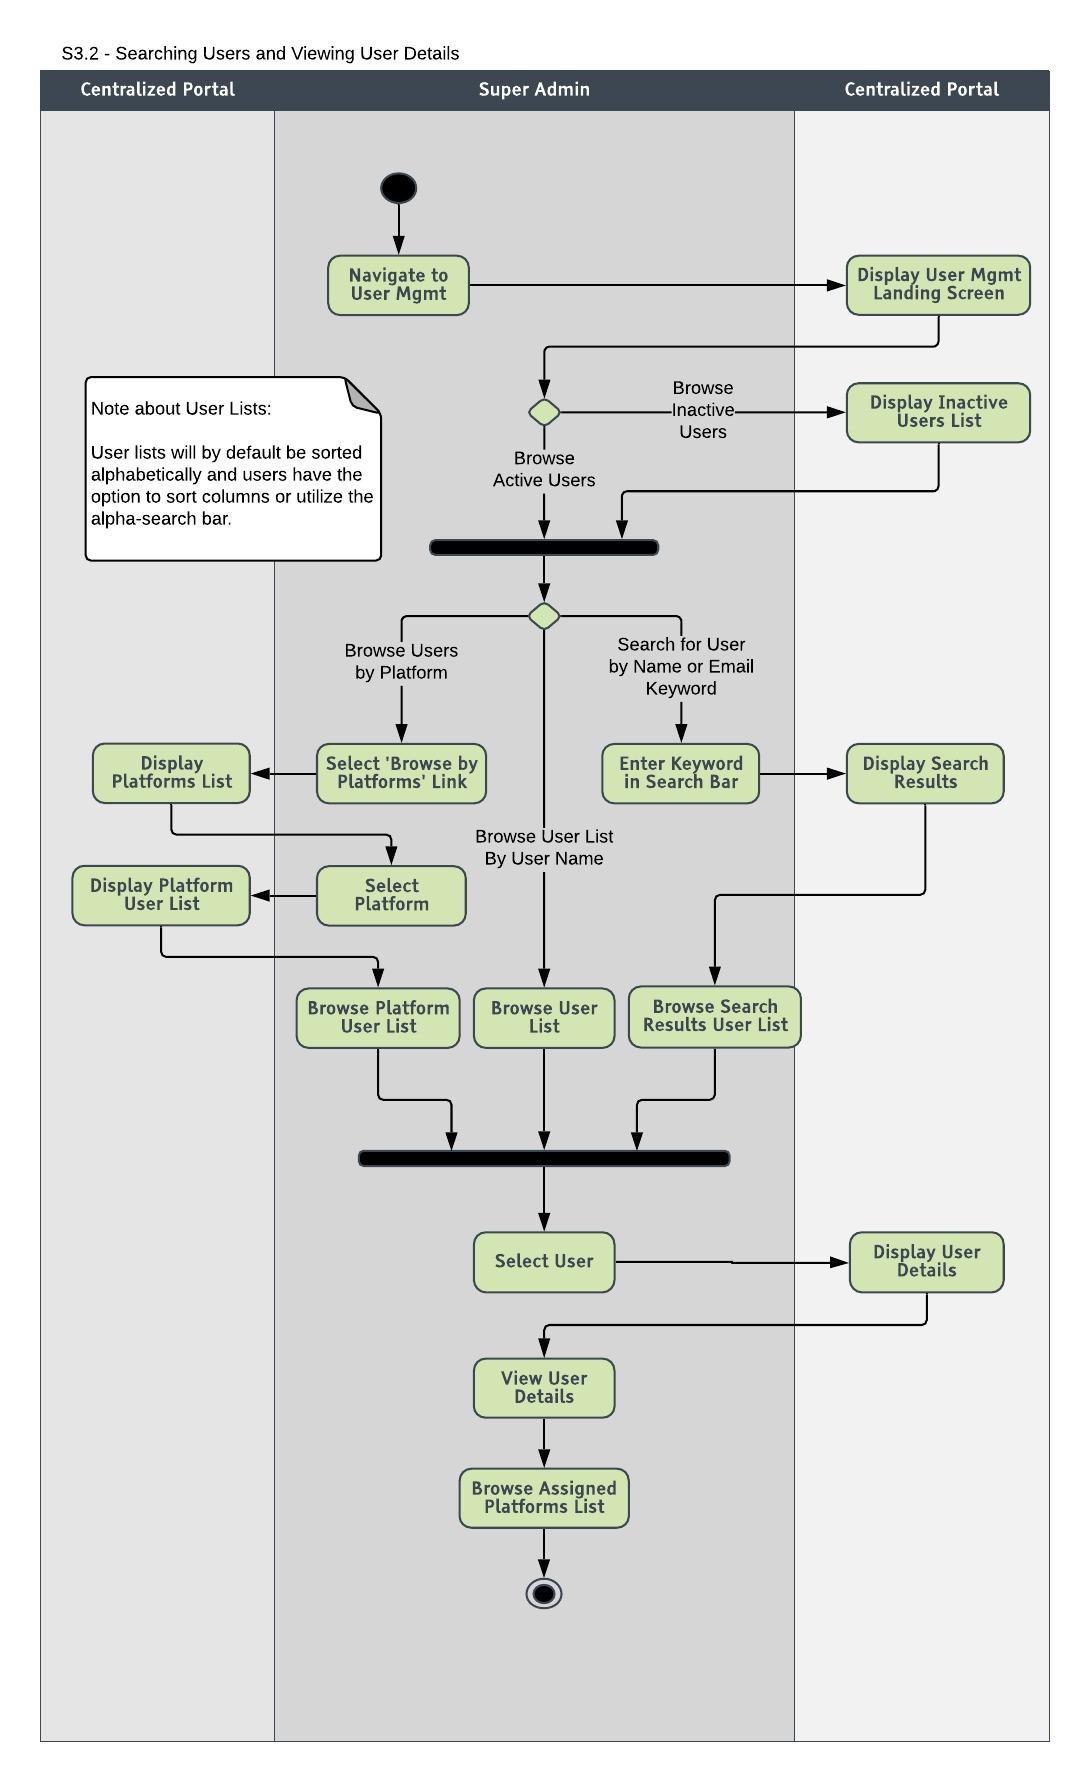 S3.2 - Searching Users and Viewing User Details
Centralized Portal
Super Admin
Centralized Portal
Navigate to
User Mgmt
Display User Mgmt
Landing Screen
Note about User Lists:
User lists will by default be sorted
alphabetically and users have the
option to sort columns or utilize the
alpha-search bar.
Browse
Inactive
Users
Display Inactive
Users List
Browse
Active Users
Browse Users
by Platform
Search for User
by Name or Email
Keyword
Display
Platforms List
Select 'Browse by
Platforms' Link
Enter Keyword
in Search Bar
Display Search
Results
Browse User List
By User Name
Display Platform
User List
Select
Platform
Browse Platform
User List
Browse User
List
Browse Search
Results User List
Select User
Display User
Details
View User
Details
Browse Assigned
Platforms List